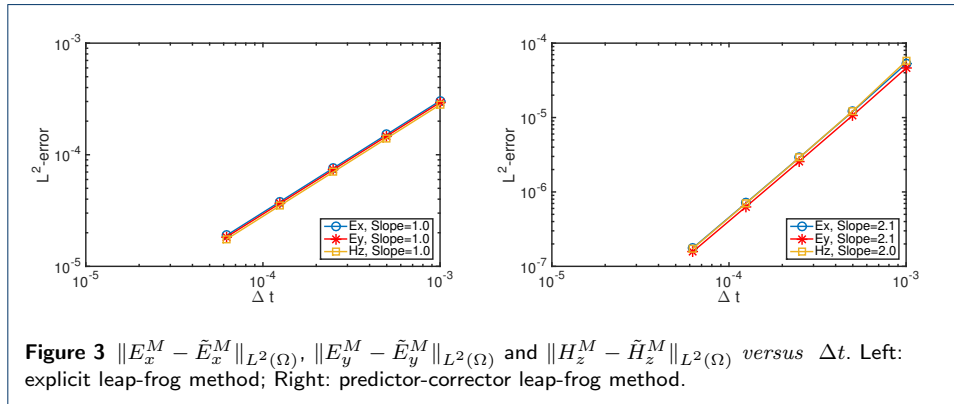 10^-3
10^-4
10^-5
L^2-error
10^-5
10^-4
10^-3
Δ t
Ex, Slope=1.0
Ey, Slope=1.0
Hz, Slope=1.0
10^-4
10^-5
10^-6
10^-7
L^2-error
10^-5
10^-4
10^-3
Δ t
Ex, Slope=2.1
Ey, Slope=2.1
Hz, Slope=2.0
Figure 3 ‖E_x^M − Ẽ_x^M‖_{L^2(Ω)}, ‖E_y^M − Ẽ_y^M‖_{L^2(Ω)} and ‖H_z^M − H̃_z^M‖_{L^2(Ω)} versus Δt. Left:
explicit leap-frog method; Right: predictor-corrector leap-frog method.